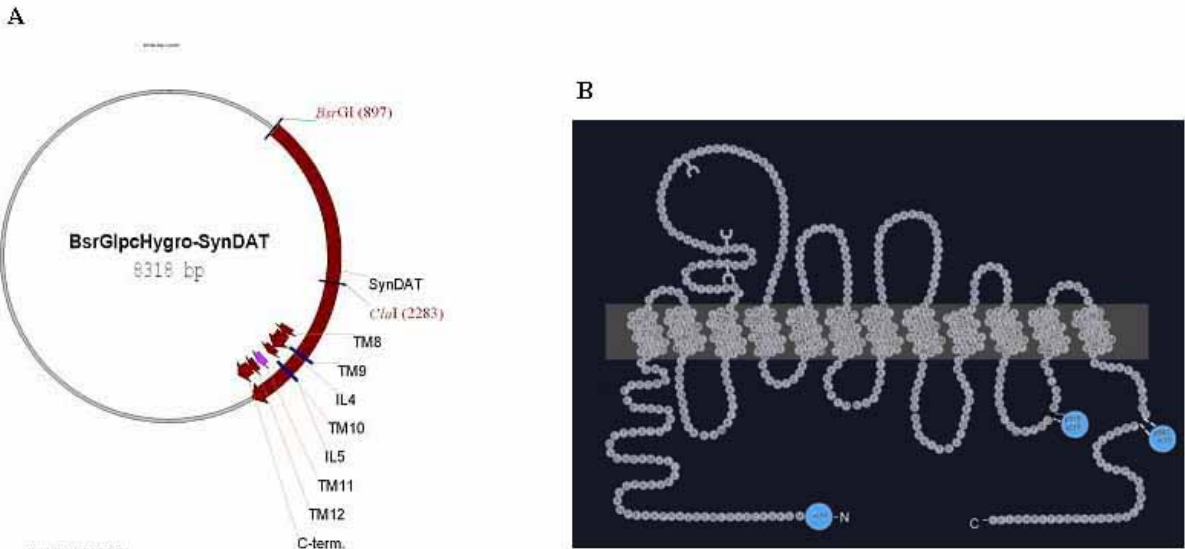 A
BsrGI (897)
BsrGIpcHygro-SynDAT
8318 bp
SynDAT
ClaI (2283)
TM8
TM9
IL4
TM10
IL5
TM11
TM12
C-term.
B
N
C